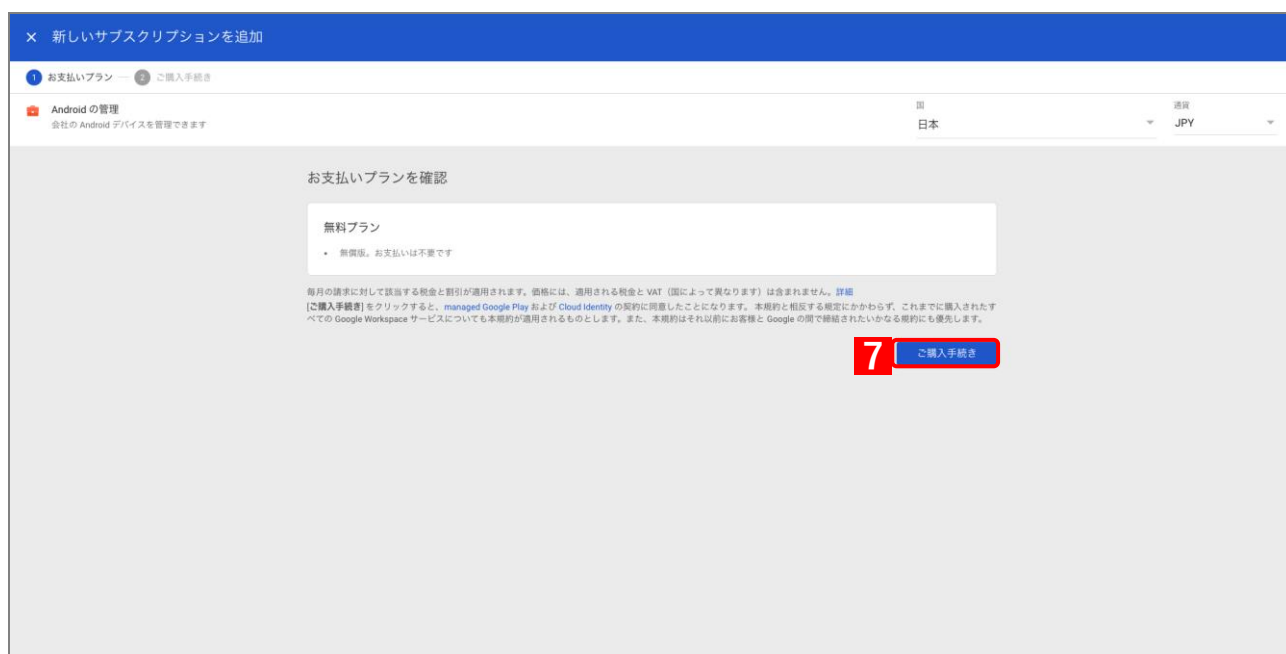 × 新しいサブスクリプションを追加
1 お支払いプラン 2 ご購入手続き
Android の管理
会社の Android デバイスを管理できます
国
日本
通貨
JPY
お支払いプランを確認
無料プラン
• 無償版。お支払いは不要です
毎月の請求に対して該当する税金と割引が適用されます。価格には、適用される税金と VAT（国によって異なります）は含まれません。詳細
[ご購入手続き] をクリックすると、managed Google Play および Cloud Identity の契約に同意したことになります。 本規約と相反する規定にかかわらず、これまでに購入されたす
べての Google Workspace サービスについても本規約が適用されるものとします。また、本規約はそれ以前にお客様と Google の間で締結されたいかなる規約にも優先します。
7 ご購入手続き